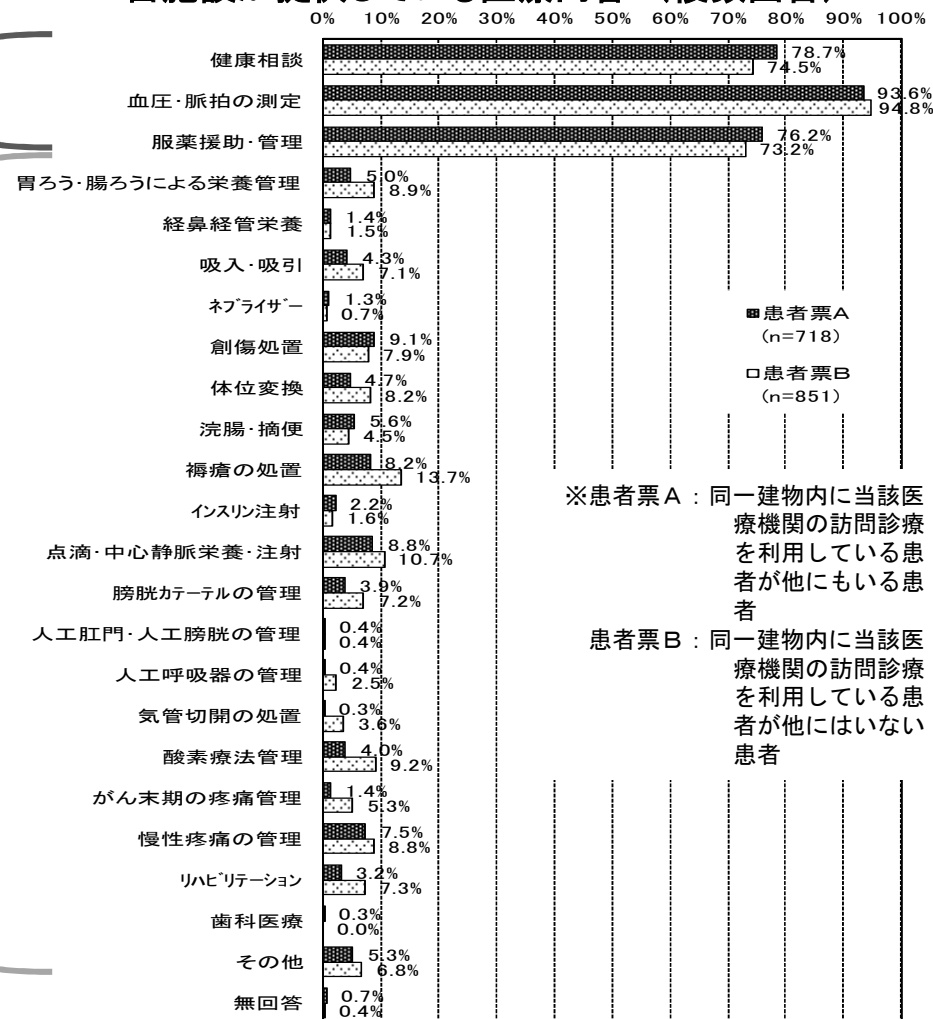 0% 10% 20% 30% 40% 50% 60% 70% 80% 90% 100%
健康相談 78.7%
74.5%
血圧･脈拍の測定 93.6%
94.8%
服薬援助･管理 76.2%
73.2%
胃ろう･腸ろうによる栄養管理 5.0%
8.9%
経鼻経管栄養 1.4%
1.5%
吸入･吸引 4.3%
7.1%
ﾈﾌﾞﾗｲｻﾞｰ 1.3%
0.7%
創傷処置 9.1%
7.9%
体位変換 4.7%
8.2%
浣腸･摘便 5.6%
4.5%
褥瘡の処置 8.2%
13.7%
ｲﾝｽﾘﾝ注射 2.2%
1.6%
点滴･中心静脈栄養･注射 8.8%
10.7%
膀胱ｶﾃｰﾃﾙの管理 3.9%
7.2%
人工肛門･人工膀胱の管理 0.4%
0.4%
人工呼吸器の管理 0.4%
2.5%
気管切開の処置 0.3%
3.6%
酸素療法管理 4.0%
9.2%
がん末期の疼痛管理 1.4%
5.3%
慢性疼痛の管理 7.5%
8.8%
ﾘﾊﾋﾞﾘﾃｰｼｮﾝ 3.2%
7.3%
歯科医療 0.3%
0.0%
その他 5.3%
6.8%
無回答 0.7%
0.4%
患者票A
(n=718)
患者票B
(n=851)
※患者票Ａ：同一建物内に当該医
療機関の訪問診療
を利用している患
者が他にもいる患
者
患者票Ｂ：同一建物内に当該医
療機関の訪問診療
を利用している患
者が他にはいない
患者